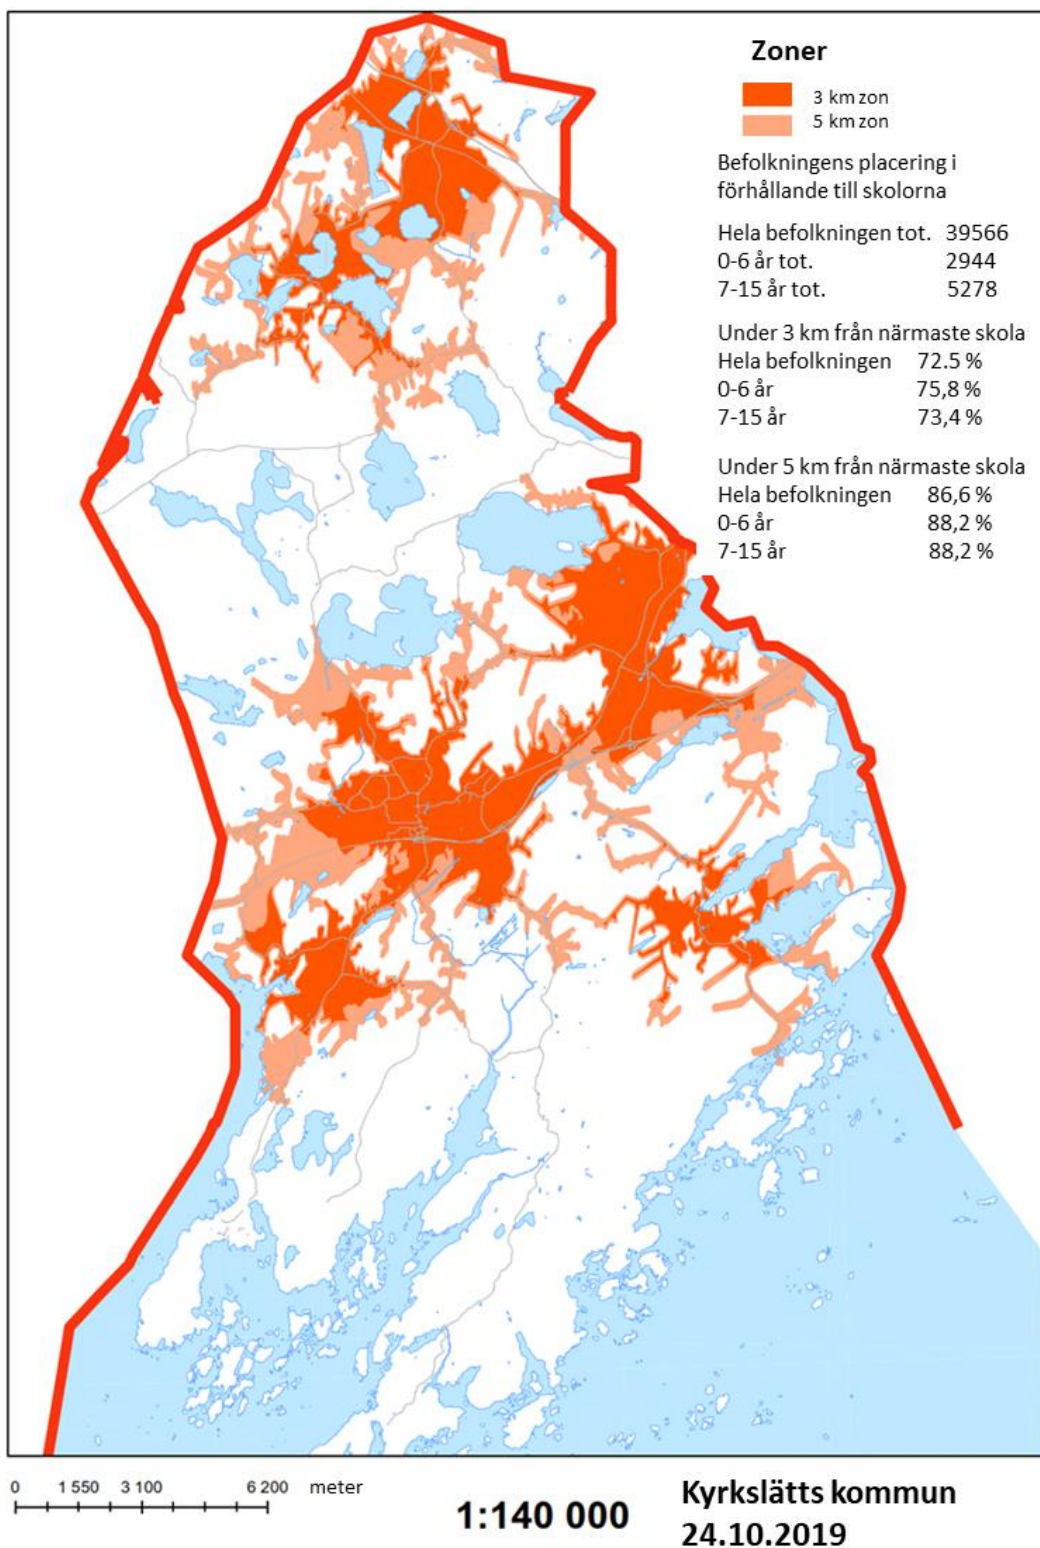 Zoner
3 km zon
5 km zon
Befolkningens placering i
förhållande till skolorna
Hela befolkningen tot. 39566
0-6 år tot. 2944
7-15 år tot. 5278
Under 3 km från närmaste skola
Hela befolkningen 72.5 %
0-6 år 75,8 %
7-15 år 73,4 %
Under 5 km från närmaste skola
Hela befolkningen 86,6 %
0-6 år 88,2 %
7-15 år 88,2 %
0 1 550 3 100 6 200 meter
1:140 000
Kyrkslätts kommun
24.10.2019